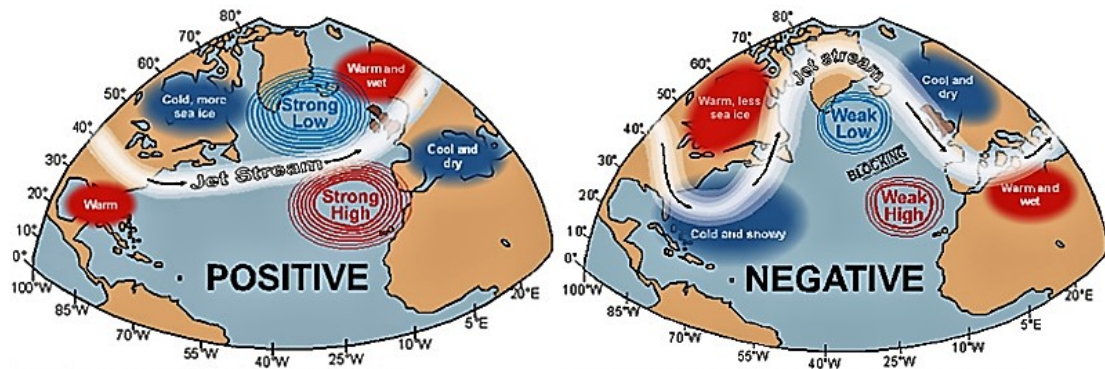 80°
70°
60°
50°
40°
30°
20°
10°
0°
100°W
85°W
70°W
55°W
40°W
25°W
10°W
5°E
20°E
Cold, more
sea ice
Strong
Low
Warm and
wet
Cool and
dry
Jet Stream
Warm
Strong
High
POSITIVE
80°
70°
60°
50°
40°
30°
20°
10°
0°
100°W
85°W
70°W
55°W
40°W
25°W
10°W
5°E
20°E
Warm, less
sea ice
Jet stream
Cool and
dry
Weak
Low
BLOCKING
Weak
High
Warm and
wet
Cold and snowy
NEGATIVE